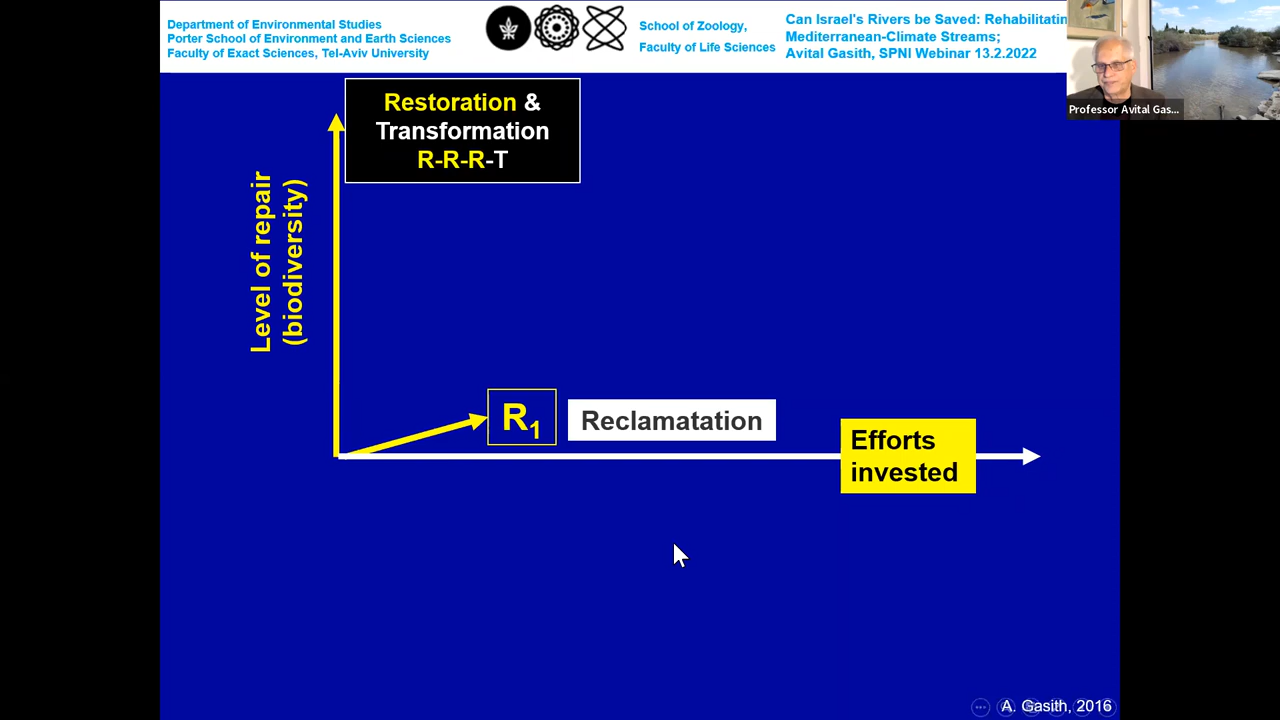 Department of Environmental Studies
Porter School of Environment and Earth Sciences
Faculty of Exact Sciences, Tel-Aviv University
School of Zoology,
Faculty of Life Sciences
Can Israel's Rivers be Saved: Rehabilitatin
Mediterranean-Climate Streams;
Avital Gasith, SPNI Webinar 13.2.2022
Professor Avital Gas...
Restoration &
Transformation
R-R-R-T
Level of repair
(biodiversity)
R1
Reclamatation
Efforts
invested
A. Gasith, 2016